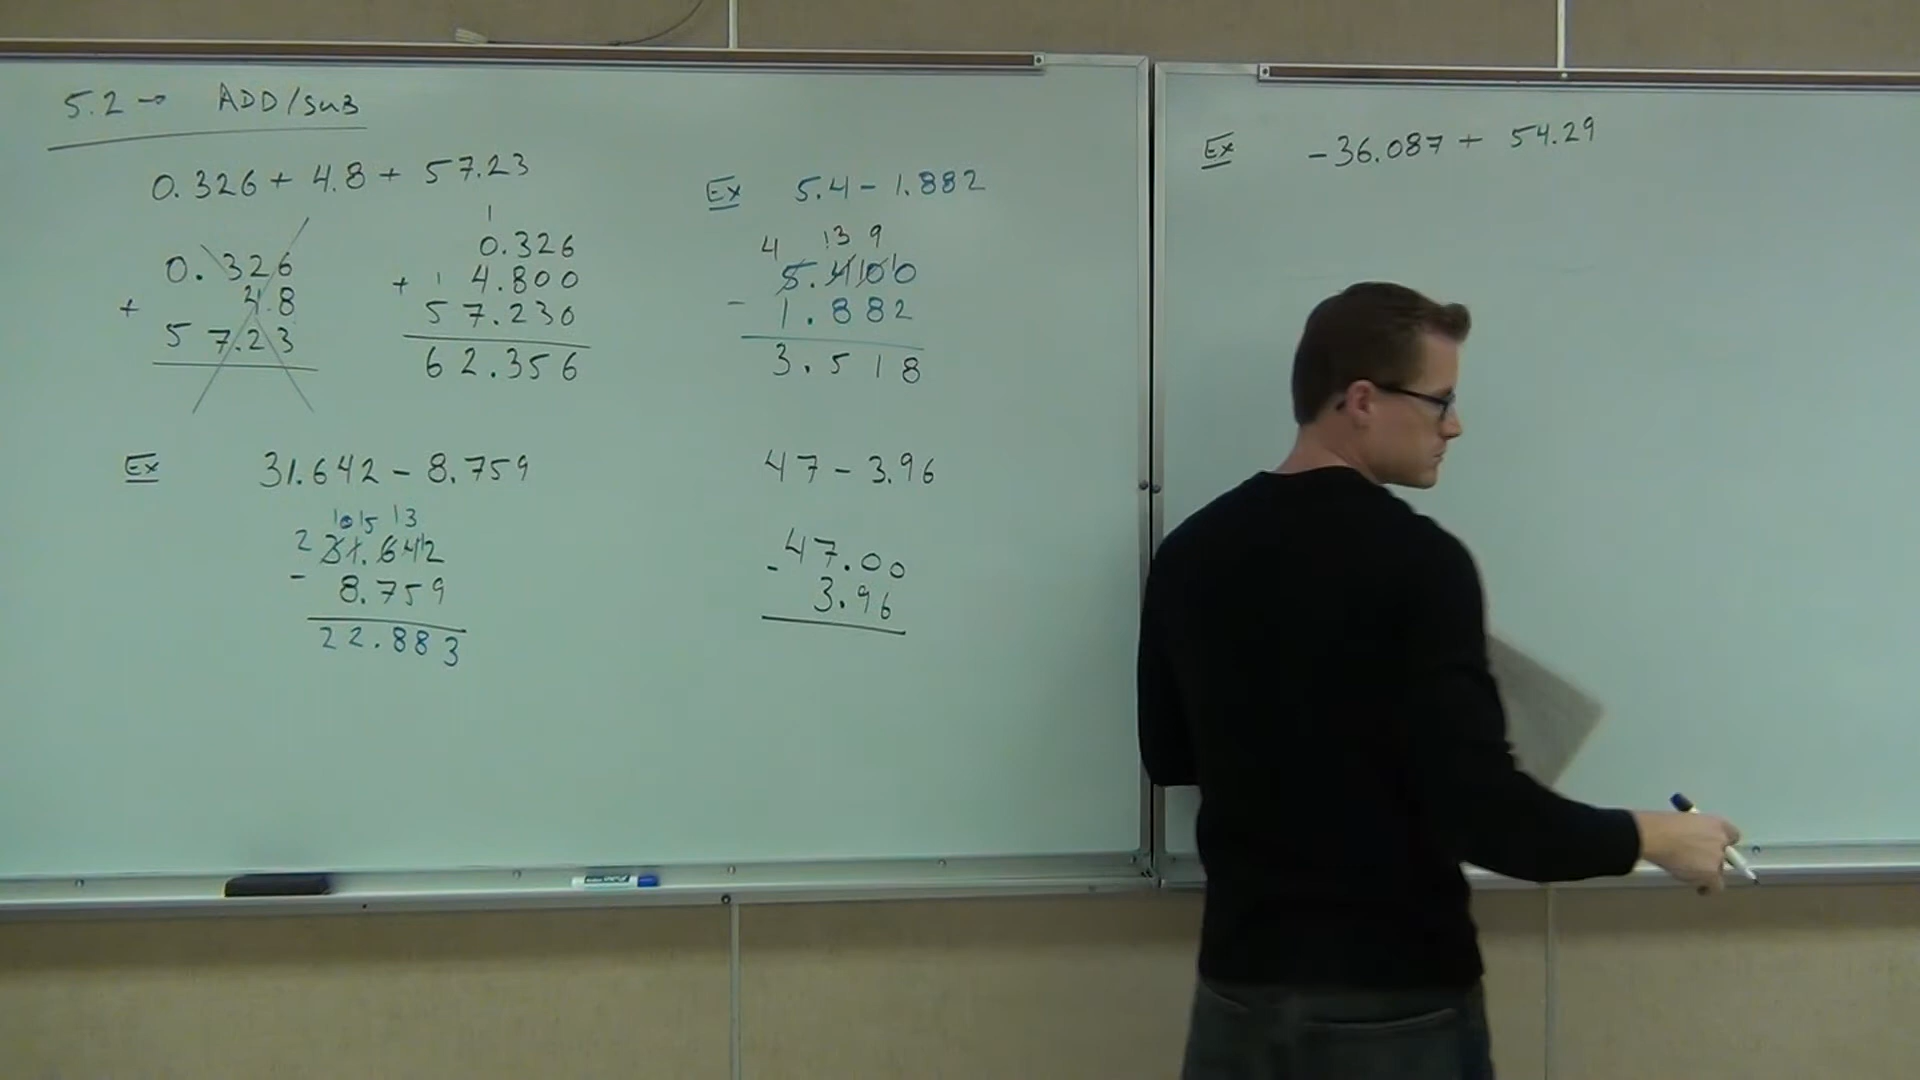 5.2 → ADD/SUB
0.326 + 4.8 + 57.23
0.326
4.8
+
57.23
1
0.326
+ 1 4.800
57.230
62.356
Ex 31.642 - 8.759
10 15 13
2 31.642
- 8.759
22.883
Ex 5.4 - 1.882
4 13 9
5.400
- 1.882
3.518
47 - 3.96
47.00
- 3.96
Ex -36.087 + 54.29